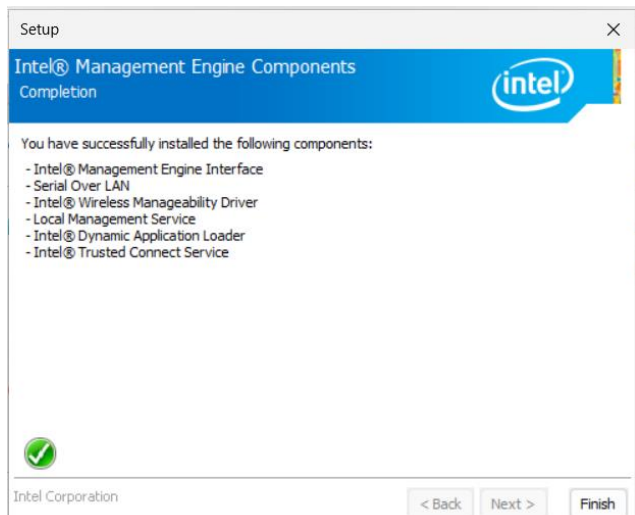 Setup
Intel® Management Engine Components
Completion
intel
You have successfully installed the following components:
- Intel® Management Engine Interface
- Serial Over LAN
- Intel® Wireless Manageability Driver
- Local Management Service
- Intel® Dynamic Application Loader
- Intel® Trusted Connect Service
Intel Corporation
< Back Next > Finish